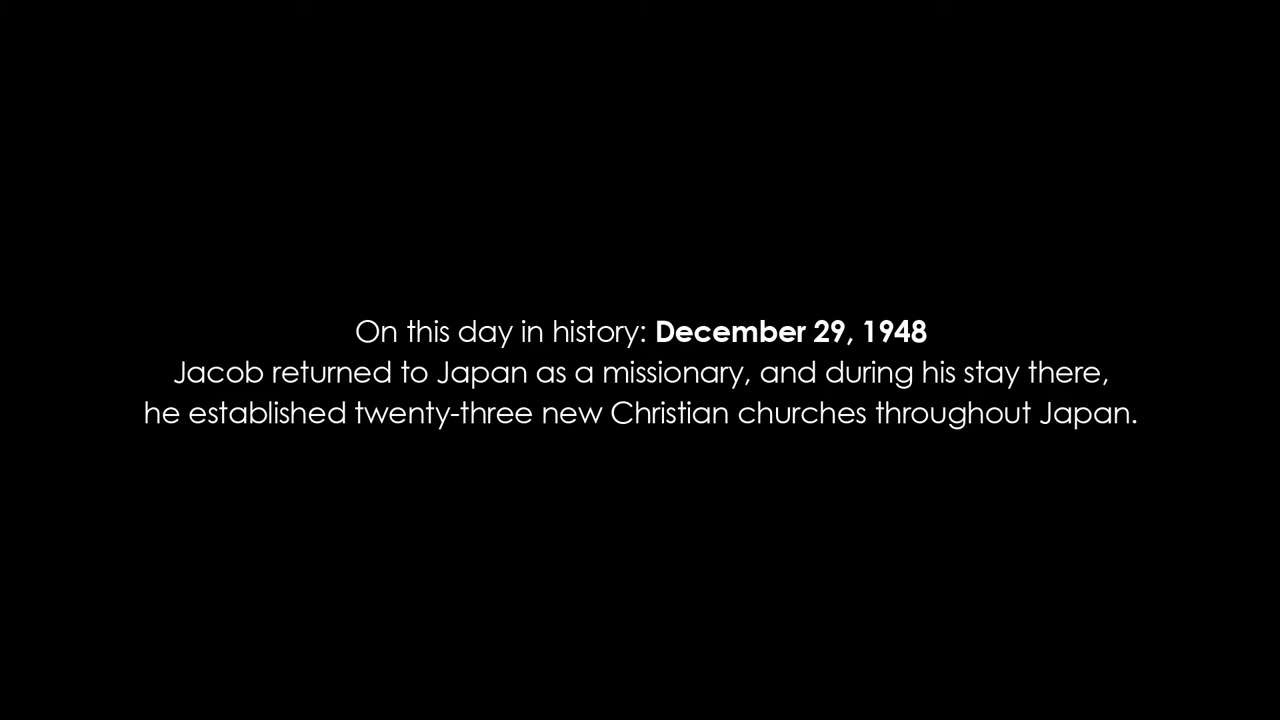 On this day in history: December 29, 1948
Jacob returned to Japan as a missionary, and during his stay there,
he established twenty-three new Christian churches throughout Japan.